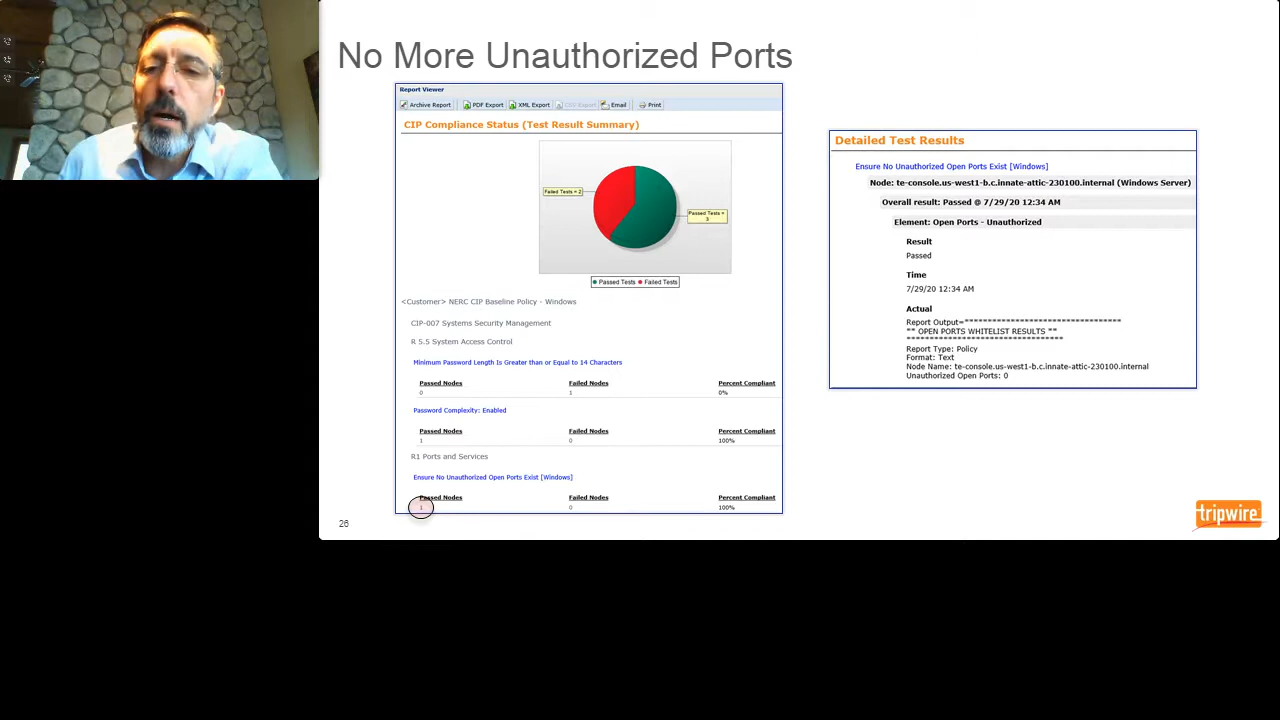 No More Unauthorized Ports
Report Viewer
Archive Report PDF Export XML Export CSV Export Email Print
CIP Compliance Status (Test Result Summary)
Failed Tests = 2
Passed Tests =
3
Passed Tests Failed Tests
<Customer> NERC CIP Baseline Policy - Windows
CIP-007 Systems Security Management
R 5.5 System Access Control
Minimum Password Length Is Greater than or Equal to 14 Characters
Passed Nodes Failed Nodes Percent Compliant
0 1 0%
Password Complexity: Enabled
Passed Nodes Failed Nodes Percent Compliant
1 0 100%
R1 Ports and Services
Ensure No Unauthorized Open Ports Exist [Windows]
Passed Nodes Failed Nodes Percent Compliant
1 0 100%
Detailed Test Results
Ensure No Unauthorized Open Ports Exist [Windows]
Node: te-console.us-west1-b.c.innate-attic-230100.internal (Windows Server)
Overall result: Passed @ 7/29/20 12:34 AM
Element: Open Ports - Unauthorized
Result
Passed
Time
7/29/20 12:34 AM
Actual
Report Output=**********************************
** OPEN PORTS WHITELIST RESULTS **
**********************************
Report Type: Policy
Format: Text
Node Name: te-console.us-west1-b.c.innate-attic-230100.internal
Unauthorized Open Ports: 0
26
tripwire